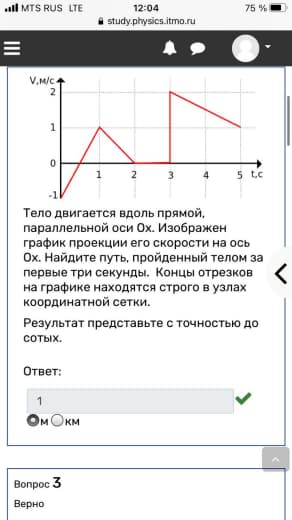 MTS RUS LTE 12:04 75 %
study.physics.itmo.ru
V,м/с
2
1
0
-1
1 2 3 4 5 t,c
Тело двигается вдоль прямой,
параллельной оси Ох. Изображен
график проекции его скорости на ось
Ох. Найдите путь, пройденный телом за
первые три секунды. Концы отрезков
на графике находятся строго в узлах
координатной сетки.
Результат представьте с точностью до
сотых.
Ответ:
1
м км
Вопрос 3
Верно